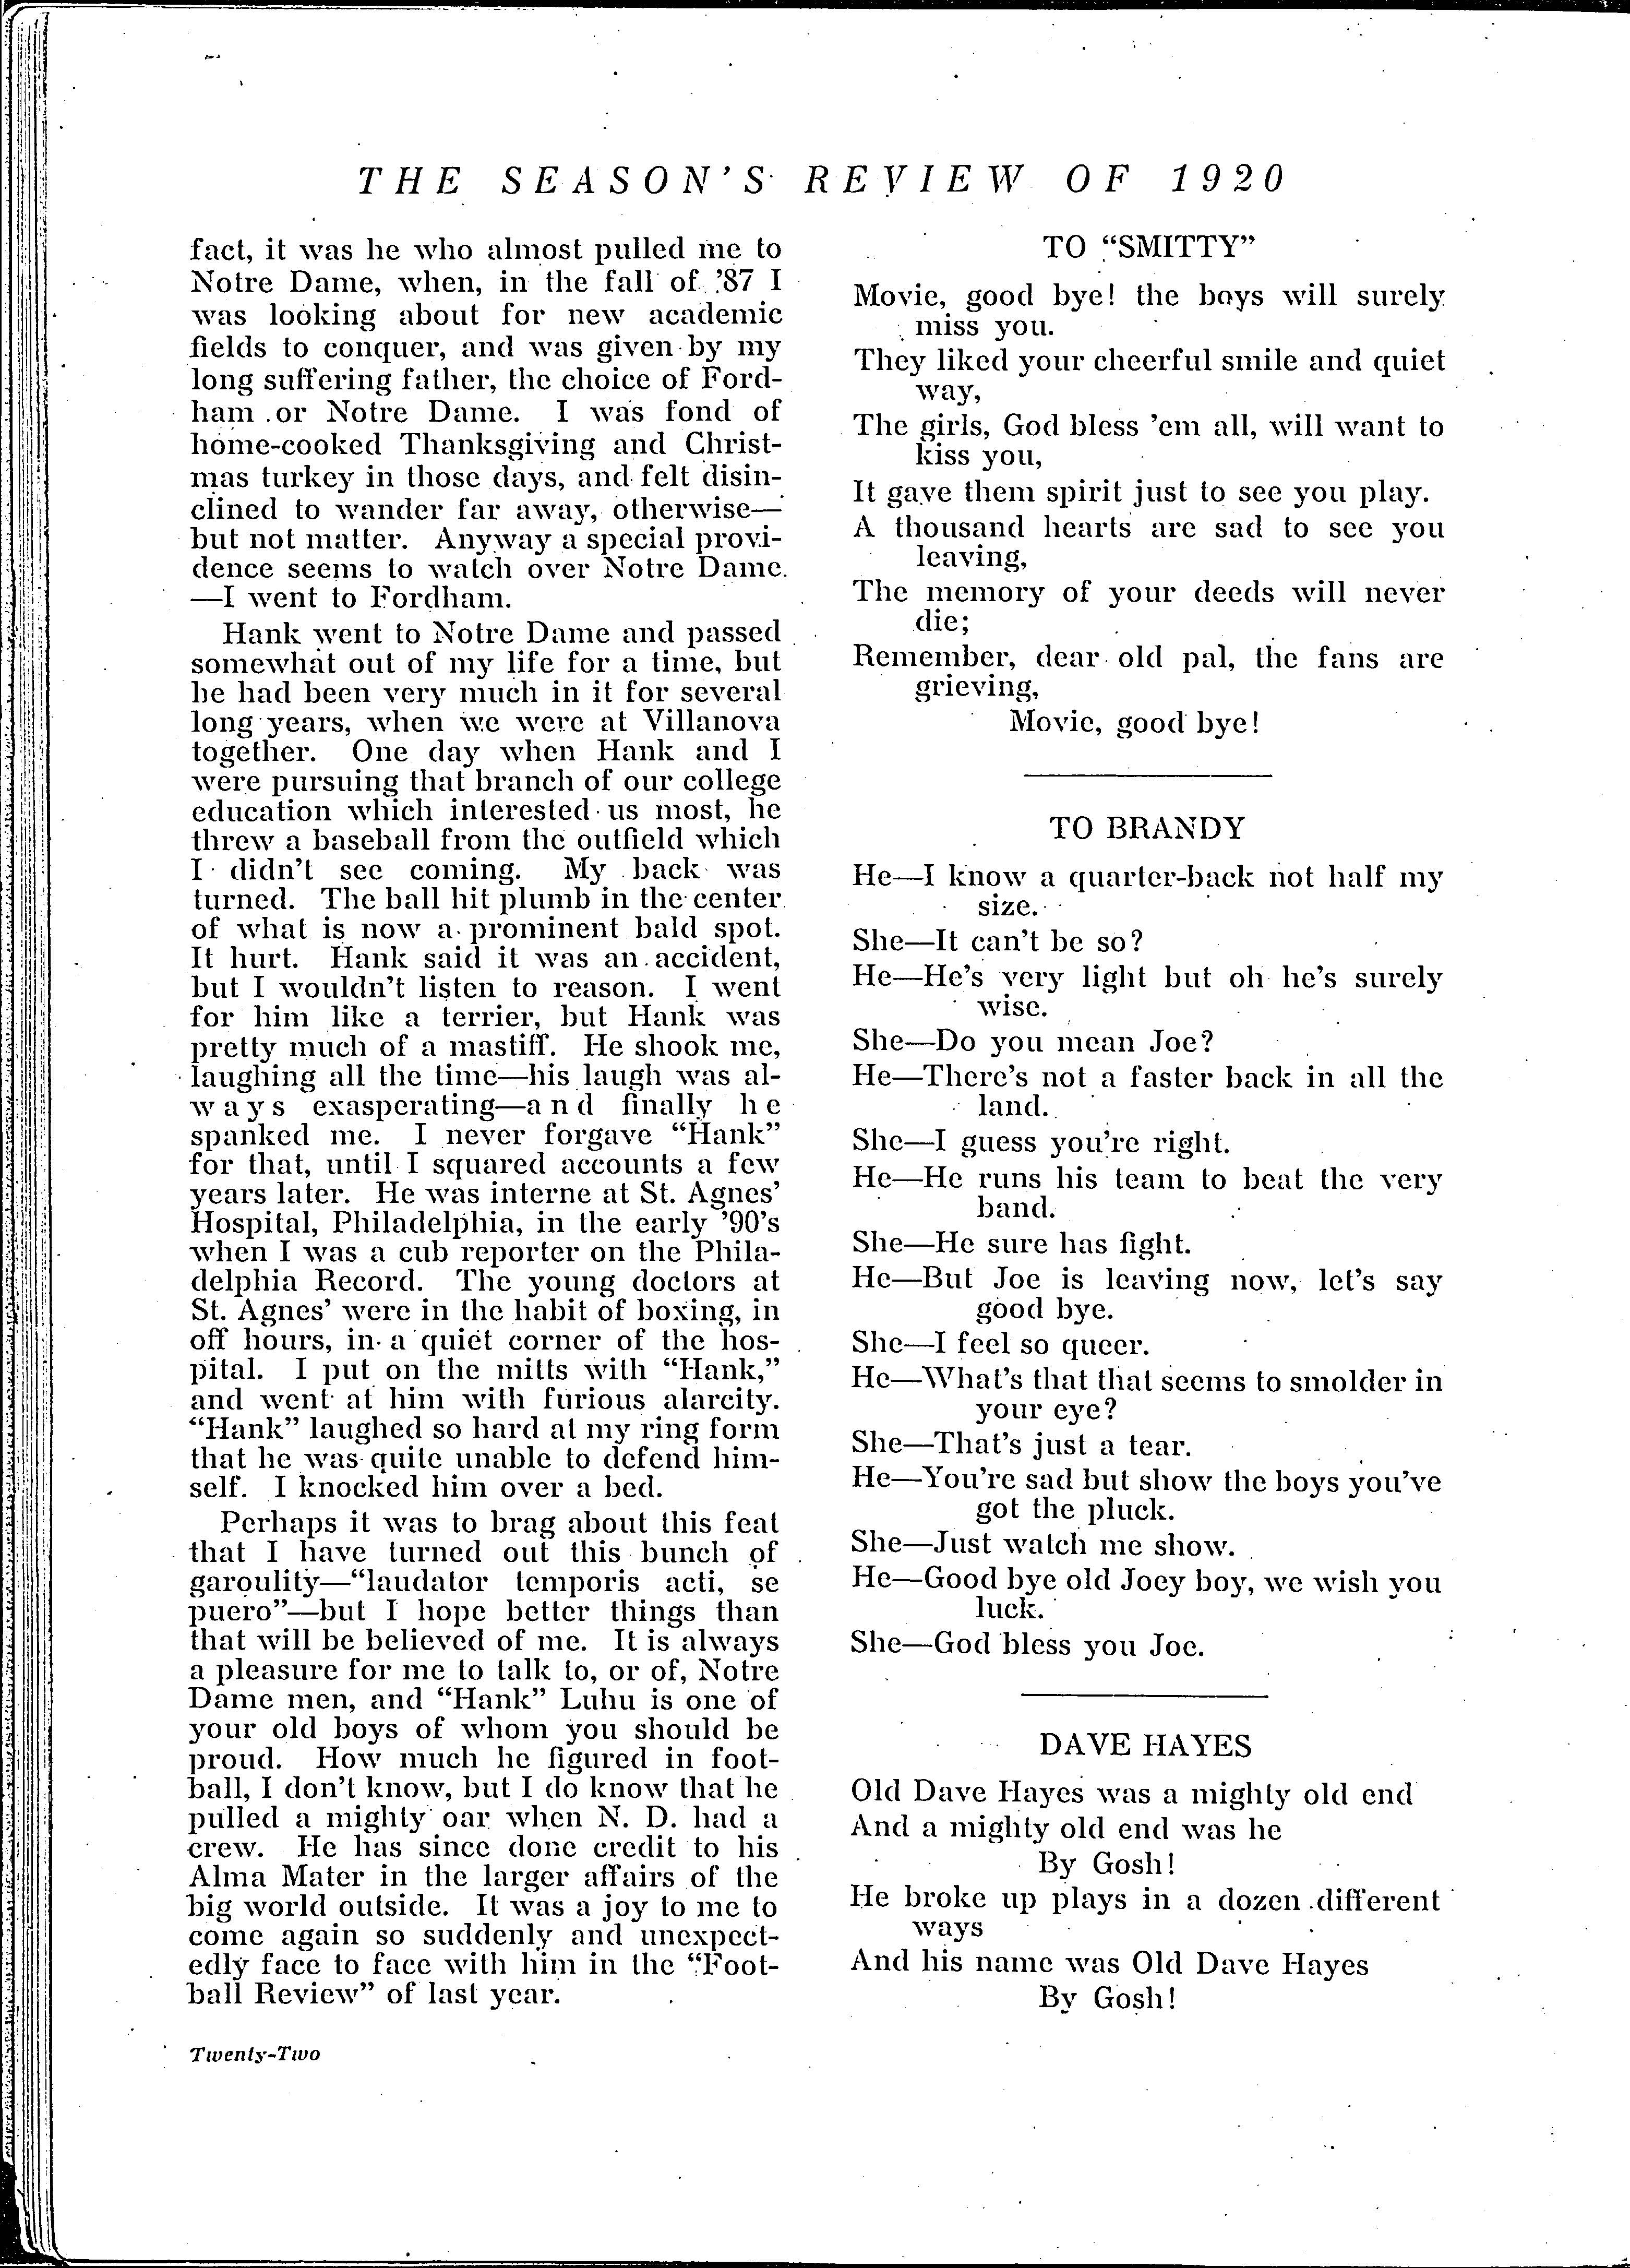 THE SEASON'S REVIEW OF 1920
fact, it was he who almost pulled me to
Notre Dame, when, in the fall of '87 I
was looking about for new academic
fields to conquer, and was given by my
long suffering father, the choice of Ford-
ham or Notre Dame. I was fond of
home-cooked Thanksgiving and Christ-
mas turkey in those days, and felt disin-
clined to wander far away, otherwise—
but not matter. Anyway a special provi-
dence seems to watch over Notre Dame.
—I went to Fordham.
Hank went to Notre Dame and passed
somewhat out of my life for a time, but
he had been very much in it for several
long years, when we were at Villanova
together. One day when Hank and I
were pursuing that branch of our college
education which interested us most, he
threw a baseball from the outfield which
I didn't see coming. My back was
turned. The ball hit plumb in the center
of what is now a prominent bald spot.
It hurt. Hank said it was an accident,
but I wouldn't listen to reason. I went
for him like a terrier, but Hank was
pretty much of a mastiff. He shook me,
laughing all the time—his laugh was al-
ways exasperating—and finally he
spanked me. I never forgave "Hank"
for that, until I squared accounts a few
years later. He was interne at St. Agnes'
Hospital, Philadelphia, in the early '90's
when I was a cub reporter on the Phila-
delphia Record. The young doctors at
St. Agnes' were in the habit of boxing, in
off hours, in a quiet corner of the hos-
pital. I put on the mitts with "Hank,"
and went at him with furious alarcity.
"Hank" laughed so hard at my ring form
that he was quite unable to defend him-
self. I knocked him over a bed.
Perhaps it was to brag about this feat
that I have turned out this bunch of
garoulity—"laudator temporis acti, se
puero"—but I hope better things than
that will be believed of me. It is always
a pleasure for me to talk to, or of, Notre
Dame men, and "Hank" Luhu is one of
your old boys of whom you should be
proud. How much he figured in foot-
ball, I don't know, but I do know that he
pulled a mighty oar when N. D. had a
crew. He has since done credit to his
Alma Mater in the larger affairs of the
big world outside. It was a joy to me to
come again so suddenly and unexpect-
edly face to face with him in the "Foot-
ball Review" of last year.
Twenty-Two
TO "SMITTY"
Movie, good bye! the boys will surely
miss you.
They liked your cheerful smile and quiet
way,
The girls, God bless 'em all, will want to
kiss you,
It gave them spirit just to see you play.
A thousand hearts are sad to see you
leaving,
The memory of your deeds will never
die;
Remember, dear old pal, the fans are
grieving,
Movie, good bye!
TO BRANDY
He—I know a quarter-back not half my
size.
She—It can't be so?
He—He's very light but oh he's surely
wise.
She—Do you mean Joe?
He—There's not a faster back in all the
land.
She—I guess you're right.
He—He runs his team to beat the very
band.
She—He sure has fight.
He—But Joe is leaving now, let's say
good bye.
She—I feel so queer.
He—What's that that seems to smolder in
your eye?
She—That's just a tear.
He—You're sad but show the boys you've
got the pluck.
She—Just watch me show.
He—Good bye old Joey boy, we wish you
luck.
She—God bless you Joe.
DAVE HAYES
Old Dave Hayes was a mighty old end
And a mighty old end was he
By Gosh!
He broke up plays in a dozen different
ways
And his name was Old Dave Hayes
By Gosh!